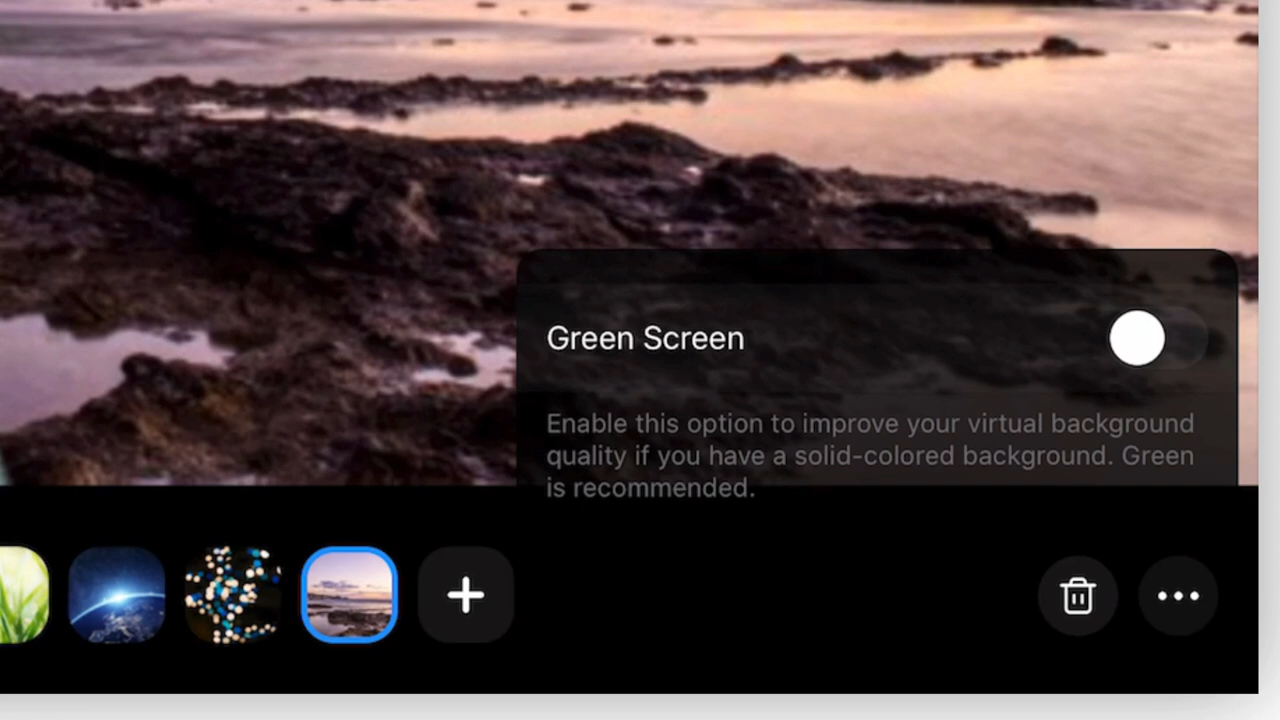 Green Screen
Enable this option to improve your virtual background
quality if you have a solid-colored background. Green
is recommended.